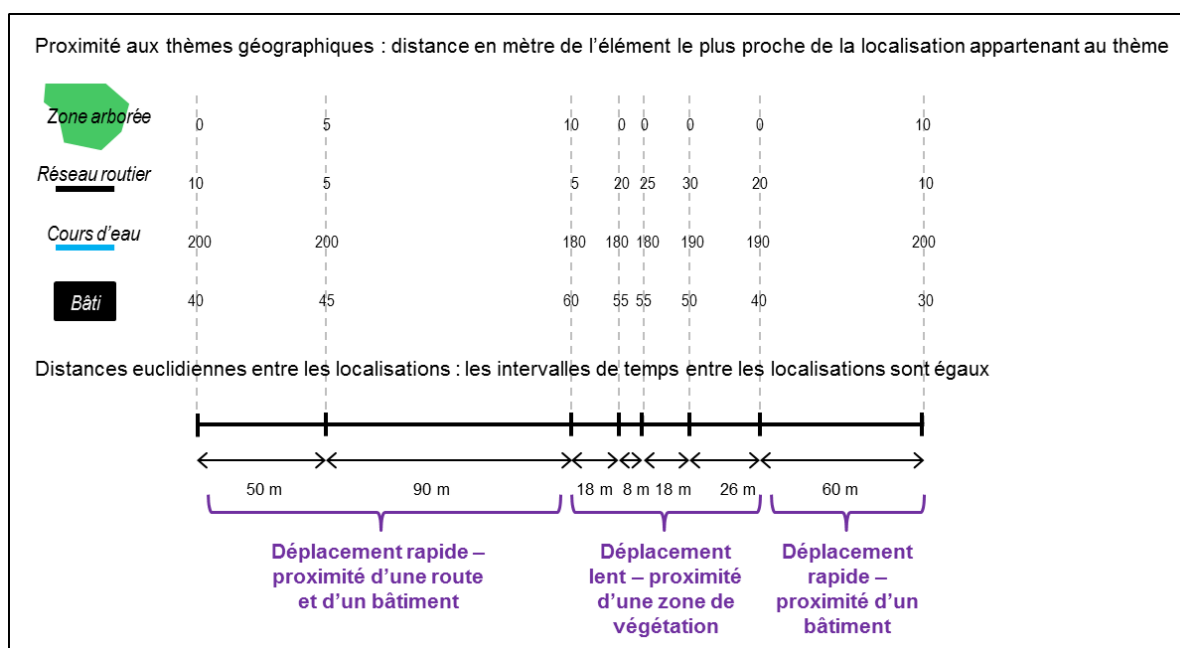 Proximité aux thèmes géographiques : distance en mètre de l'élément le plus proche de la localisation appartenant au thème
Zone arborée 0 5 10 0 0 0 0 10
Réseau routier 10 5 5 20 25 30 20 10
Cours d'eau 200 200 180 180 180 190 190 200
Bâti 40 45 60 55 55 50 40 30
Distances euclidiennes entre les localisations : les intervalles de temps entre les localisations sont égaux
50 m 90 m 18 m 8 m 18 m 26 m 60 m
Déplacement rapide –
proximité d'une route
et d'un bâtiment
Déplacement
lent – proximité
d'une zone de
végétation
Déplacement
rapide –
proximité d'un
bâtiment